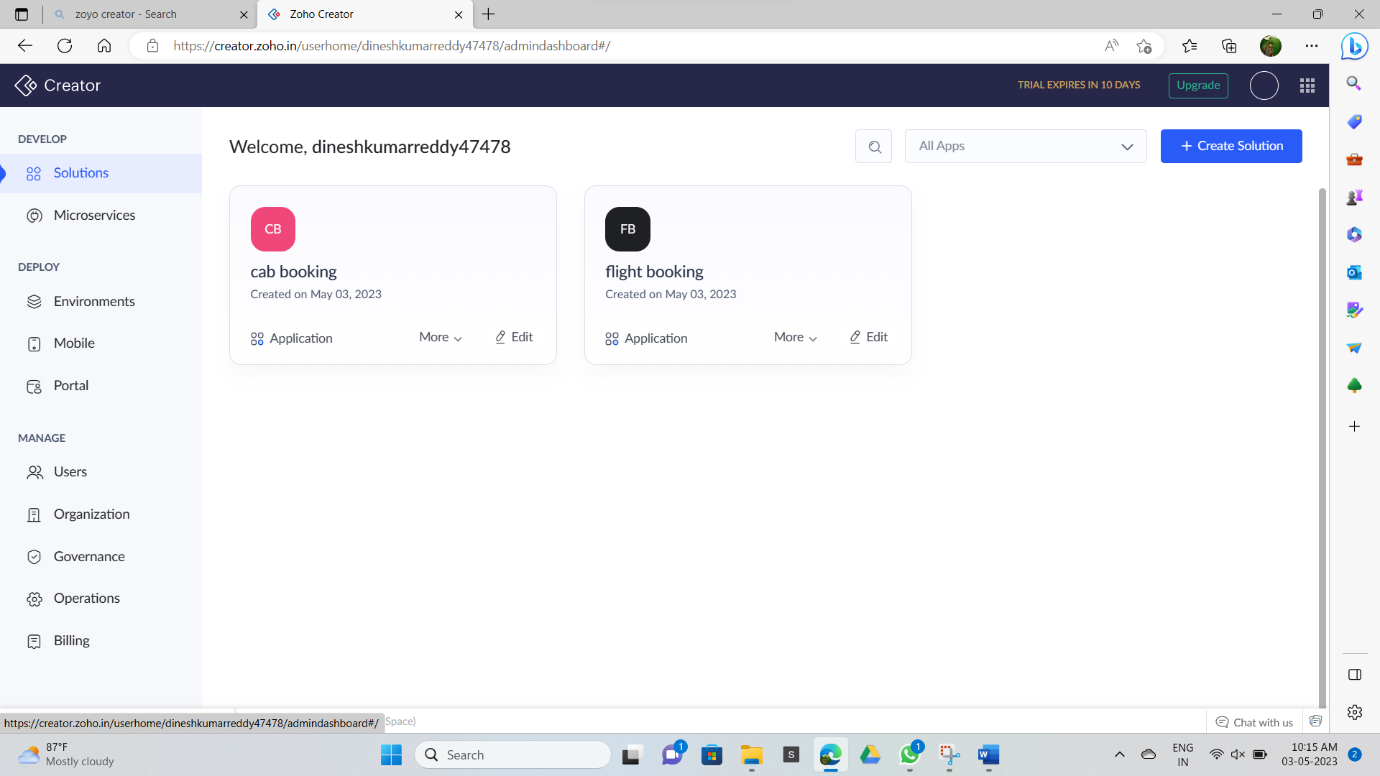 zoyo creator - Search
Zoho Creator
https://creator.zoho.in/userhome/dineshkumarreddy47478/admindashboard#/
Creator
TRIAL EXPIRES IN 10 DAYS
Upgrade
DEVELOP
Solutions
Microservices
DEPLOY
Environments
Mobile
Portal
MANAGE
Users
Organization
Governance
Operations
Billing
Welcome, dineshkumarreddy47478
All Apps
+ Create Solution
CB
cab booking
Created on May 03, 2023
Application
More
Edit
FB
flight booking
Created on May 03, 2023
Application
More
Edit
https://creator.zoho.in/userhome/dineshkumarreddy47478/admindashboard#/
Space)
Chat with us
87°F
Mostly cloudy
Search
1
S
1
ENG
IN
10:15 AM
03-05-2023
2